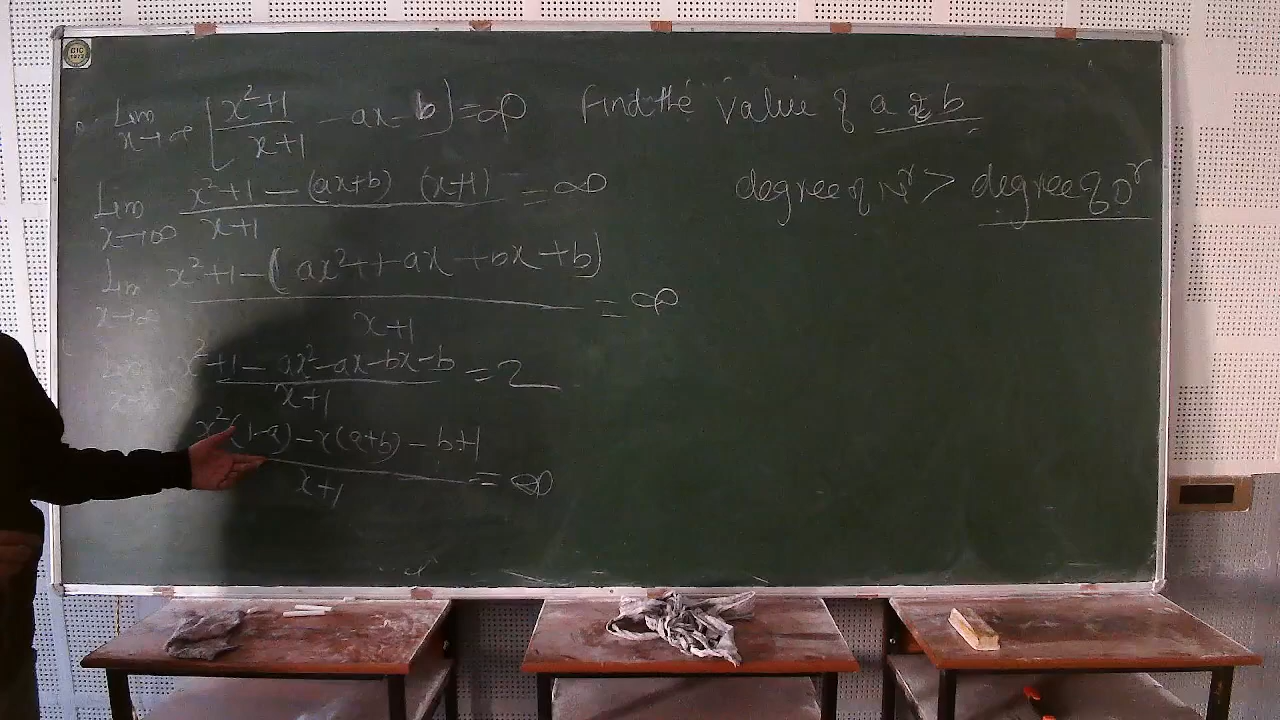 Lim x→∞ [x²+1 / x+1 - ax - b] = ∞ Find the value of a & b
degree of Nʳ > degree of Dʳ
Lim x→∞ x²+1 - (ax+b) (x+1) / x+1 = ∞
Lim x→∞ x²+1 - (ax²++ax+bx+b) / x+1 = ∞
Lim x→∞ x²+1 - ax² - ax - bx - b / x+1 = 2
x²(1-a) - x(a+b) - b+1 / x+1 = ∞